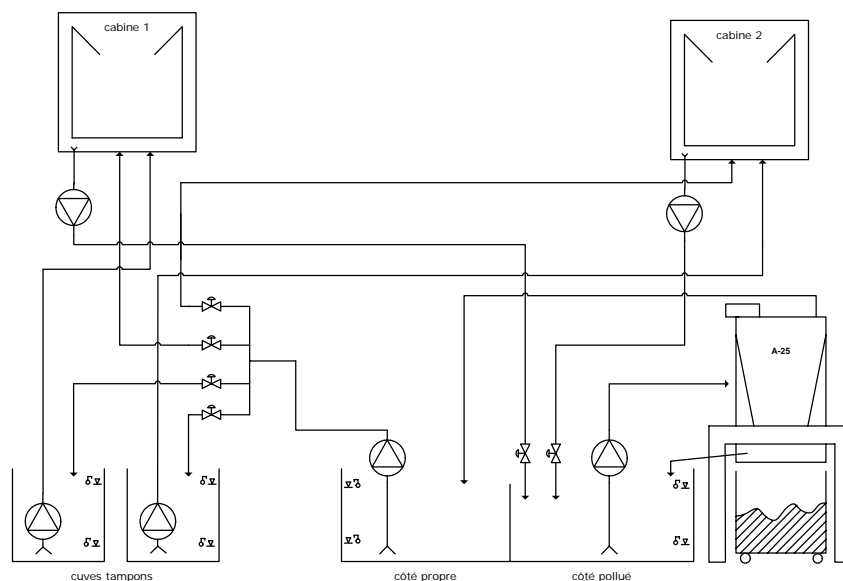 cabine 1
cabine 2
A-25
cuves tampons
côté propre
côté pollué